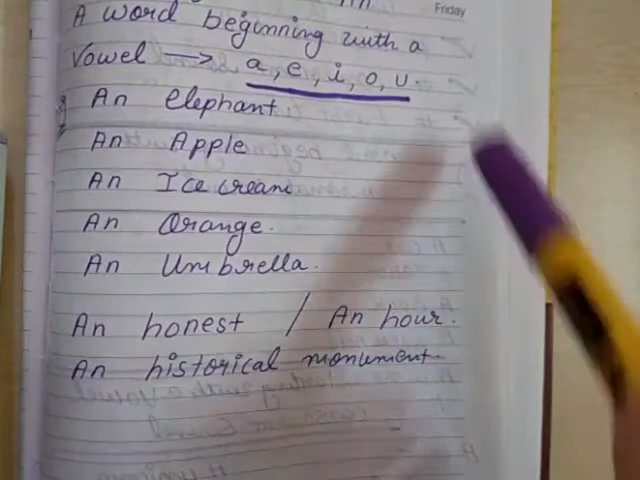 Friday
A word beginning with a
Vowel → a, e, i, o, u.
eg An elephant
An Apple
An Ice cream
An Orange.
An Umbrella.
An honest / An hour.
An historical monument